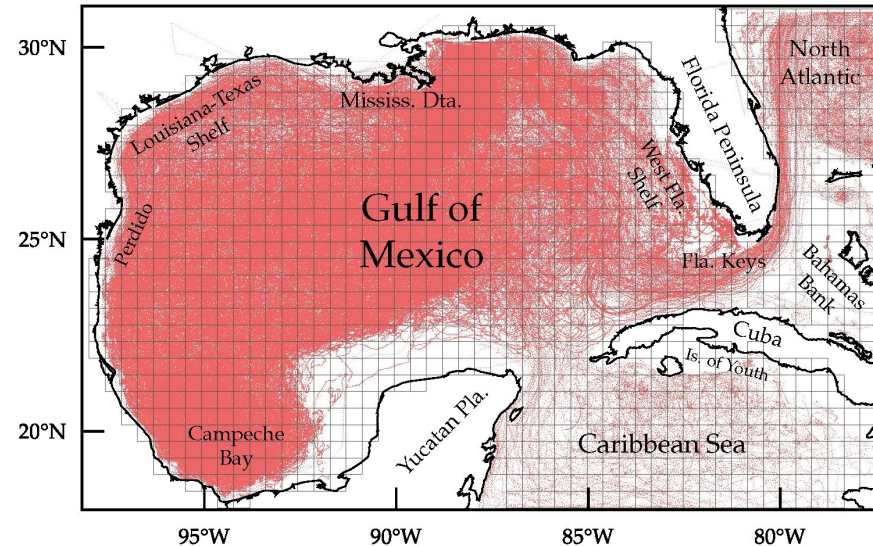 30°N
25°N
20°N
95°W
90°W
85°W
80°W
Louisiana-Texas
Shelf
Mississ. Dta.
Florida Peninsula
North
Atlantic
West Fla.
Shelf
Gulf of
Mexico
Perdido
Fla. Keys
Bahamas
Bank
Cuba
Is. of Youth
Campeche
Bay
Yucatan Pla.
Caribbean Sea